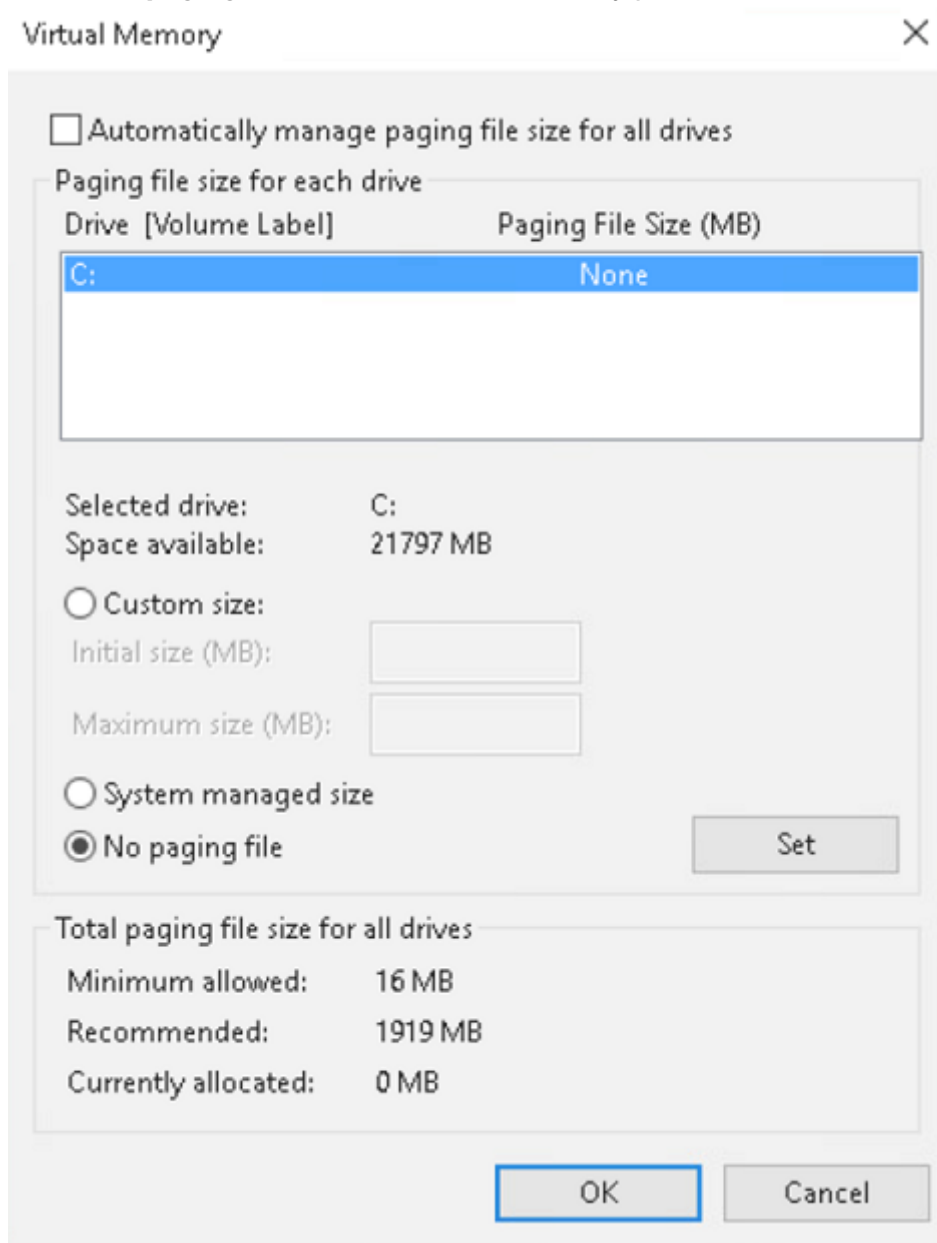 Virtual Memory
Automatically manage paging file size for all drives
Paging file size for each drive
Drive [Volume Label] Paging File Size (MB)
C: None
Selected drive: C:
Space available: 21797 MB
Custom size:
Initial size (MB):
Maximum size (MB):
System managed size
No paging file
Set
Total paging file size for all drives
Minimum allowed: 16 MB
Recommended: 1919 MB
Currently allocated: 0 MB
OK Cancel